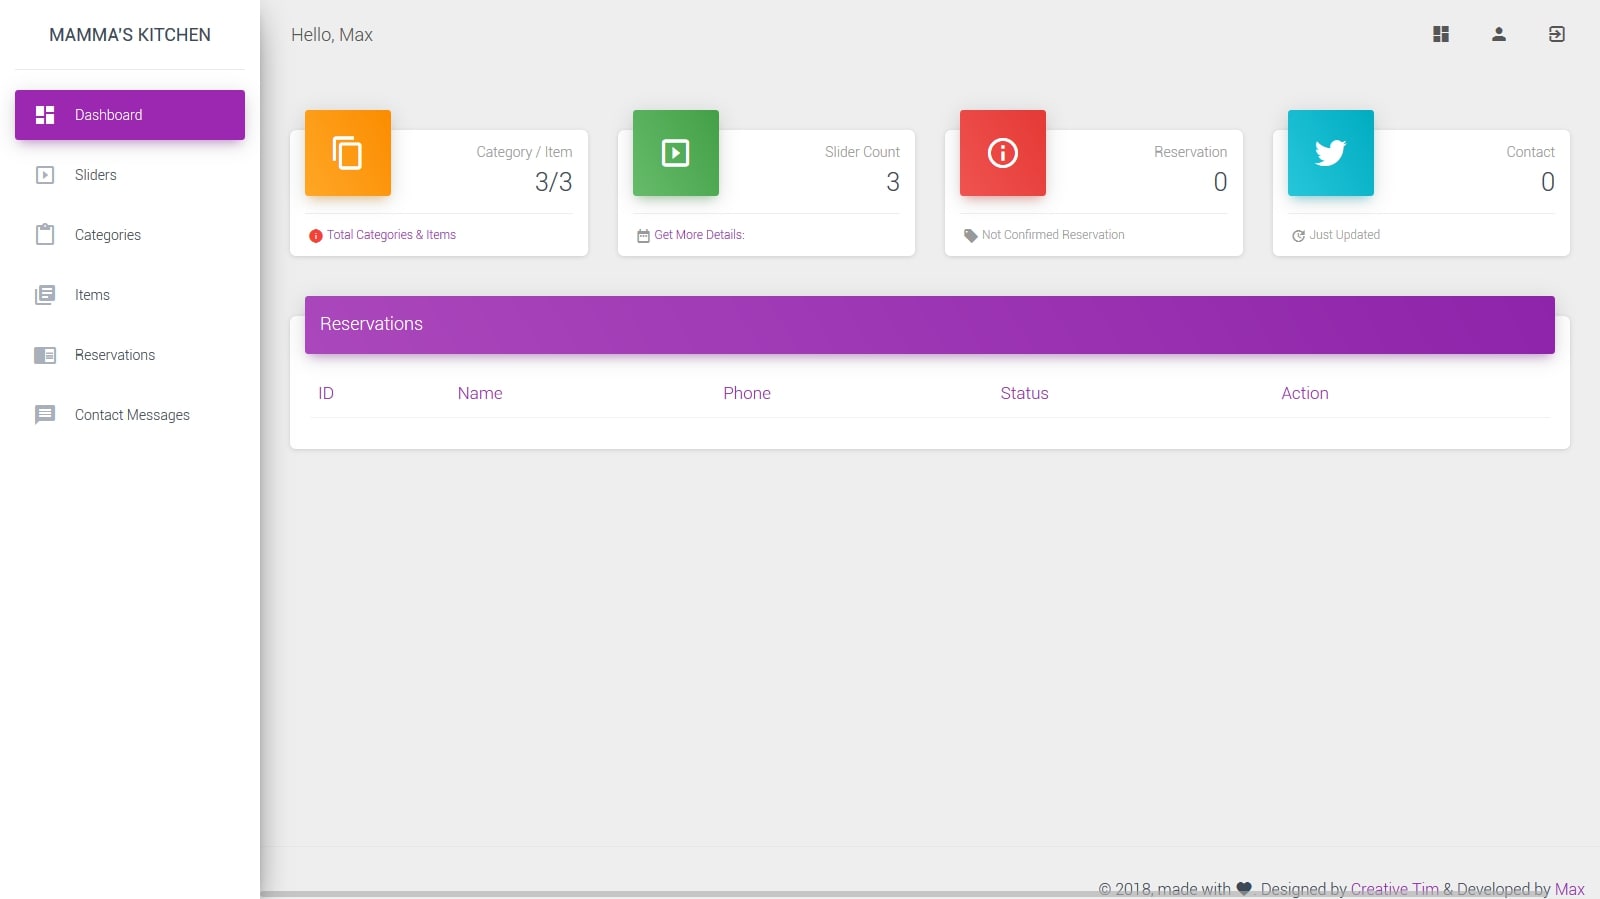 MAMMA'S KITCHEN
Hello, Max
Dashboard
Sliders
Categories
Items
Reservations
Contact Messages
Category / Item
3/3
Total Categories & Items
Slider Count
3
Get More Details:
Reservation
0
Not Confirmed Reservation
Contact
0
Just Updated
Reservations
ID Name Phone Status Action
© 2018, made with . Designed by Creative Tim & Developed by Max